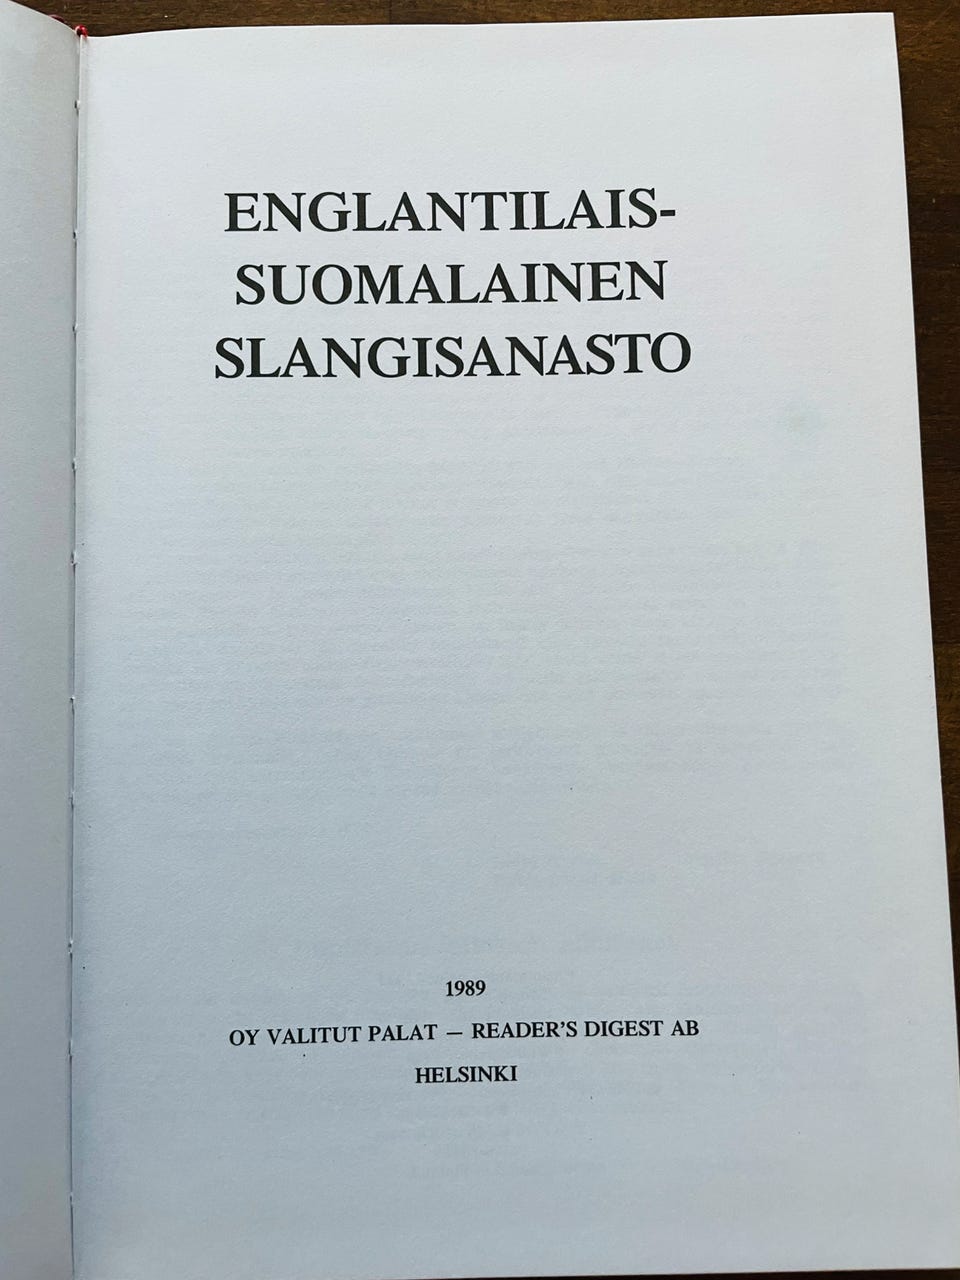 ENGLANTILAIS-
SUOMALAINEN
SLANGISANASTO
1989
OY VALITUT PALAT — READER'S DIGEST AB
HELSINKI